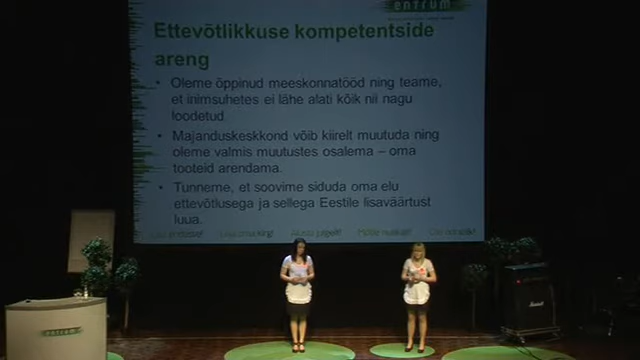 entrum
Ettevõtlikkuse kompetentside
areng
• Oleme õppinud meeskonnatööd ning teame,
et inimsuhetes ei lähe alati kõik nii nagu
loodetud.
• Majanduskeskkond võib kiirelt muutuda ning
oleme valmis muutustes osalema – oma
tooteid arendama.
• Tunneme, et soovime siduda oma elu
ettevõtlusega ja sellega Eestile lisaväärtust
luua.
entrum
Marshall